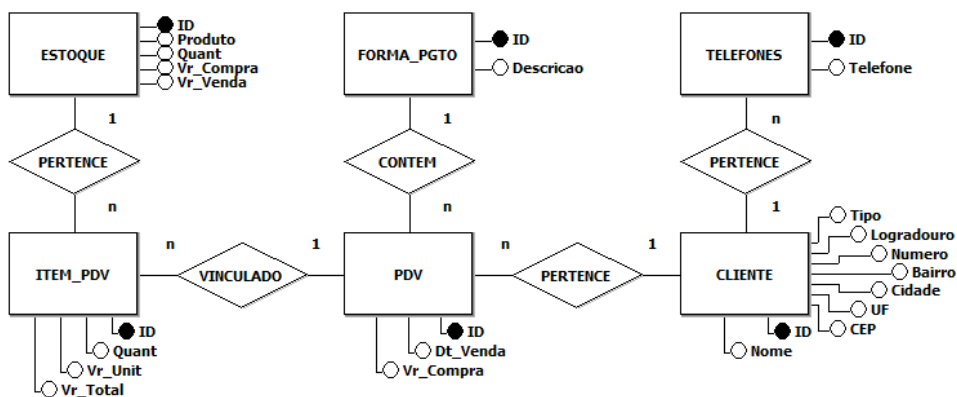 ID
Produto
Quant
Vr_Compra
Vr_Venda
ESTOQUE
ID
Descricao
FORMA_PGTO
ID
Telefone
TELEFONES
1
PERTENCE
n
1
CONTEM
n
n
PERTENCE
1
ITEM_PDV
n
VINCULADO
1
PDV
n
PERTENCE
1
CLIENTE
Tipo
Logradouro
Numero
Bairro
Cidade
UF
CEP
ID
Quant
Vr_Unit
Vr_Total
ID
Dt_Venda
Vr_Compra
ID
Nome